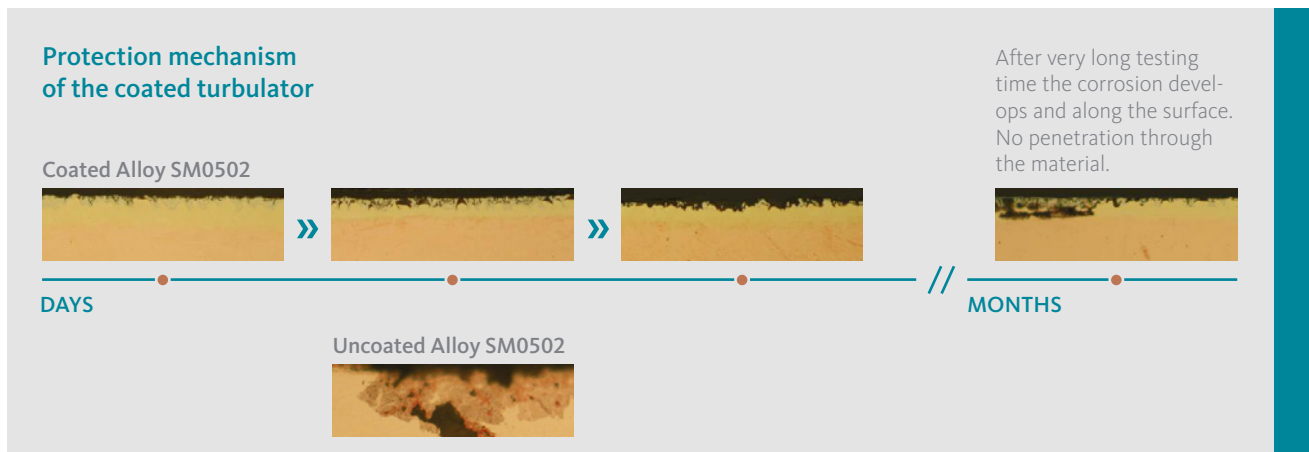 Protection mechanism
of the coated turbulator
After very long testing
time the corrosion devel-
ops and along the surface.
No penetration through
the material.
Coated Alloy SM0502
»
»
//
DAYS
MONTHS
Uncoated Alloy SM0502